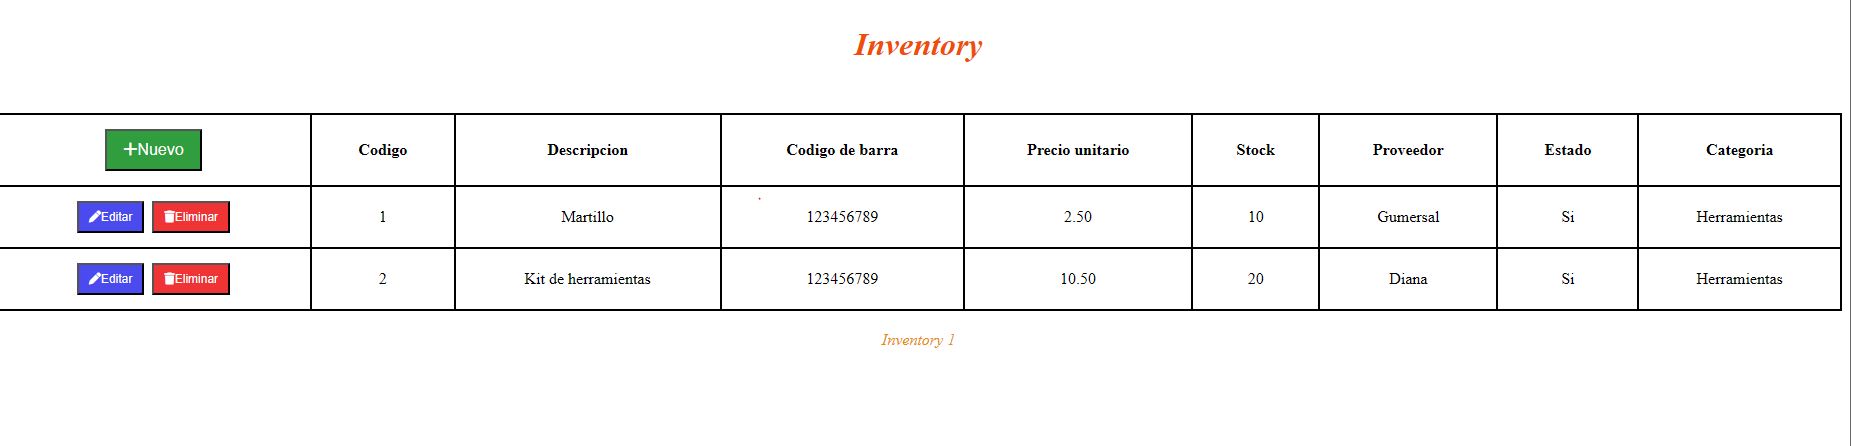 Inventory
Nuevo Codigo Descripcion Codigo de barra Precio unitario Stock Proveedor Estado Categoria
Editar Eliminar 1 Martillo 123456789 2.50 10 Gumersal Si Herramientas
Editar Eliminar 2 Kit de herramientas 123456789 10.50 20 Diana Si Herramientas
Inventory 1